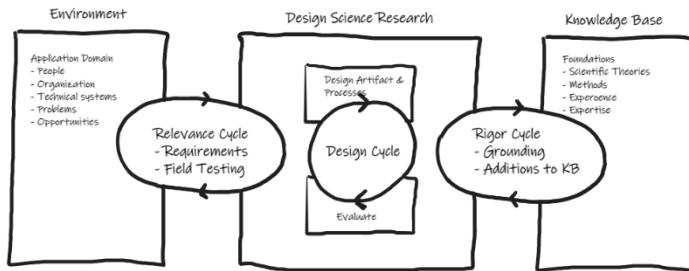 Environment
Design Science Research
Knowledge Base
Application Domain
- People
- Organization
- Technical systems
- Problems
- Opportunities
Relevance Cycle
- Requirements
- Field Testing
Design Artifact &
Processes
Design Cycle
Evaluate
Rigor Cycle
- Grounding
- Additions to KB
Foundations
- Scientific Theories
- Methods
- Experoence
- Expertise